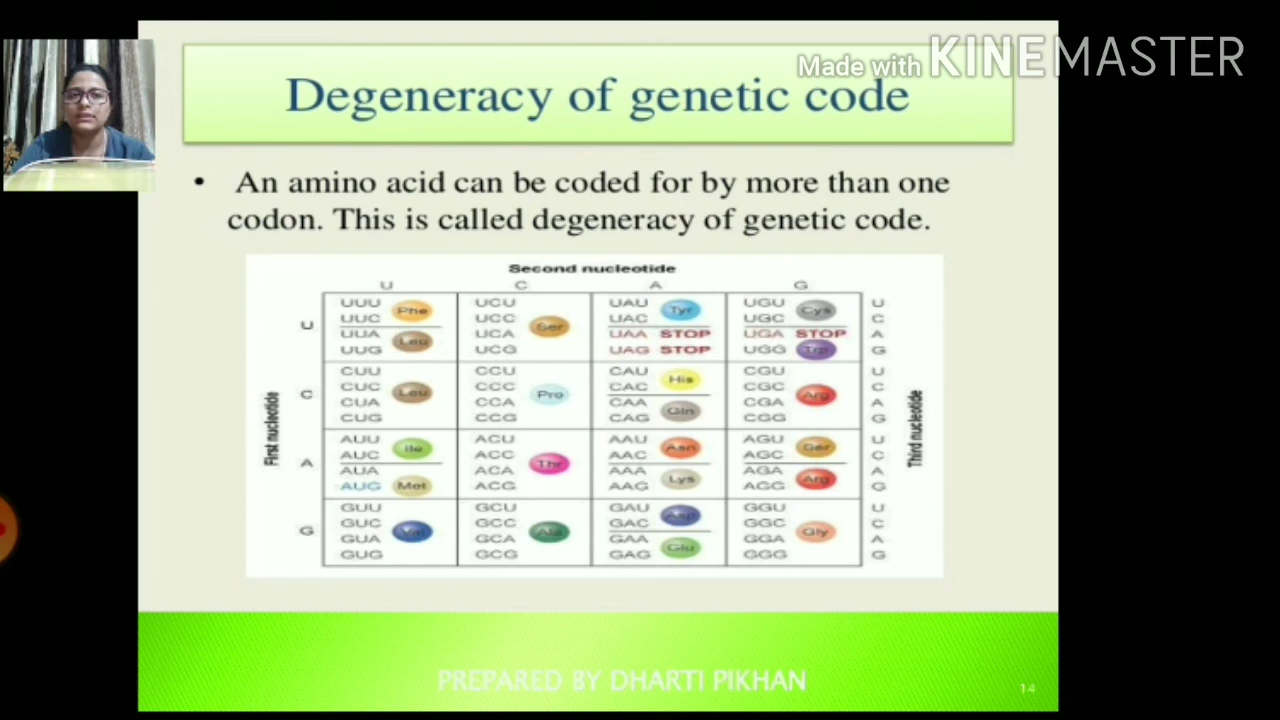 Made with KINEMASTER
Degeneracy of genetic code
• An amino acid can be coded for by more than one
codon. This is called degeneracy of genetic code.
Second nucleotide
U C A G
First nucleotide
Third nucleotide
U
UUU UCU UAU UGU U
UUC Phe UCC UAC Tyr UGC Cys C
UUA UCA Ser UAA STOP UGA STOP A
UUG Leu UCG UAG STOP UGG Trp G
C
CUU CCU CAU CGU U
CUC CCC CAC His CGC C
CUA Leu CCA Pro CAA CGA Arg A
CUG CCG CAG Gln CGG G
A
AUU ACU AAU AGU U
AUC Ile ACC AAC Asn AGC Ser C
AUA ACA Thr AAA AGA A
AUG Met ACG AAG Lys AGG Arg G
G
GUU GCU GAU GGU U
GUC GCC GAC Asp GGC C
GUA Val GCA Ala GAA GGA Gly A
GUG GCG GAG Glu GGG G
PREPARED BY DHARTI PIKHAN
14